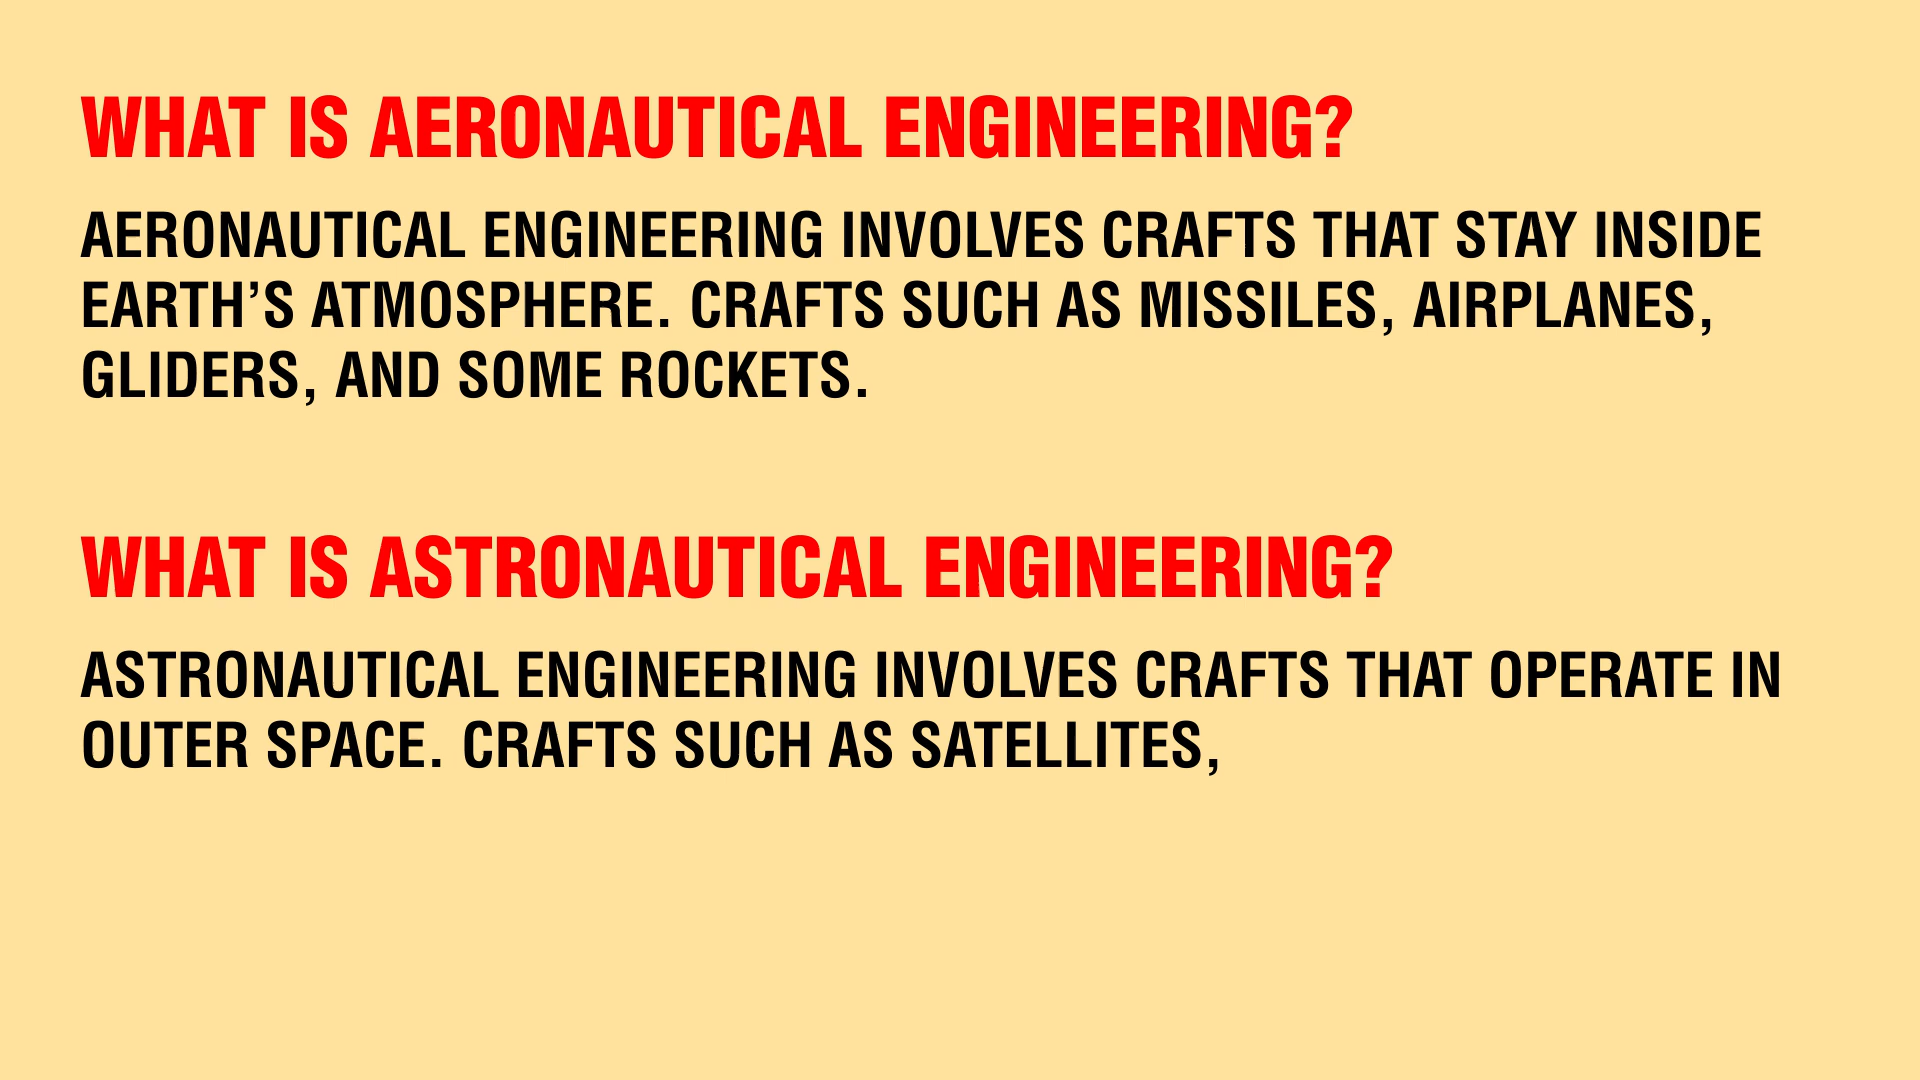 WHAT IS AERONAUTICAL ENGINEERING?
AERONAUTICAL ENGINEERING INVOLVES CRAFTS THAT STAY INSIDE
EARTH’S ATMOSPHERE. CRAFTS SUCH AS MISSILES, AIRPLANES,
GLIDERS, AND SOME ROCKETS.
WHAT IS ASTRONAUTICAL ENGINEERING?
ASTRONAUTICAL ENGINEERING INVOLVES CRAFTS THAT OPERATE IN
OUTER SPACE. CRAFTS SUCH AS SATELLITES,